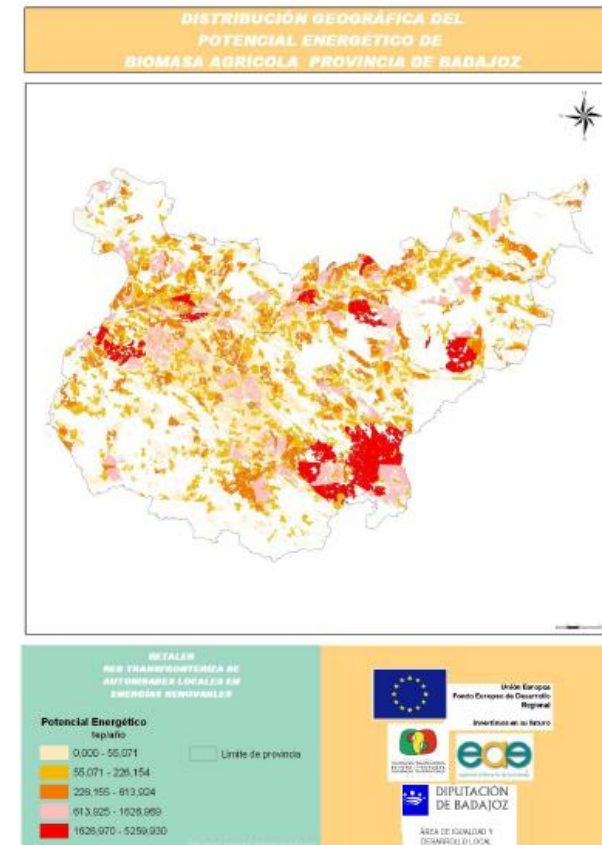 DISTRIBUCIÓN GEOGRÁFICA DEL
POTENCIAL ENERGÉTICO DE
BIOMASA AGRÍCOLA PROVINCIA DE BADAJOZ
RETALER
RED TRANSFRONTERIZA DE
AUTORIDADES LOCALES EN
ENERGÍAS RENOVABLES
Potencial Energético
tep/año
0,000 - 55,071
55,071 - 226,154
226,155 - 613,924
613,925 - 1626,969
1626,970 - 5259,930
Límite de provincia
Unión Europea
Fondo Europeo de Desarrollo
Regional
Invertimos en su futuro
eae
DIPUTACIÓN
DE BADAJOZ
ÁREA DE IGUALDAD Y
DESARROLLO LOCAL